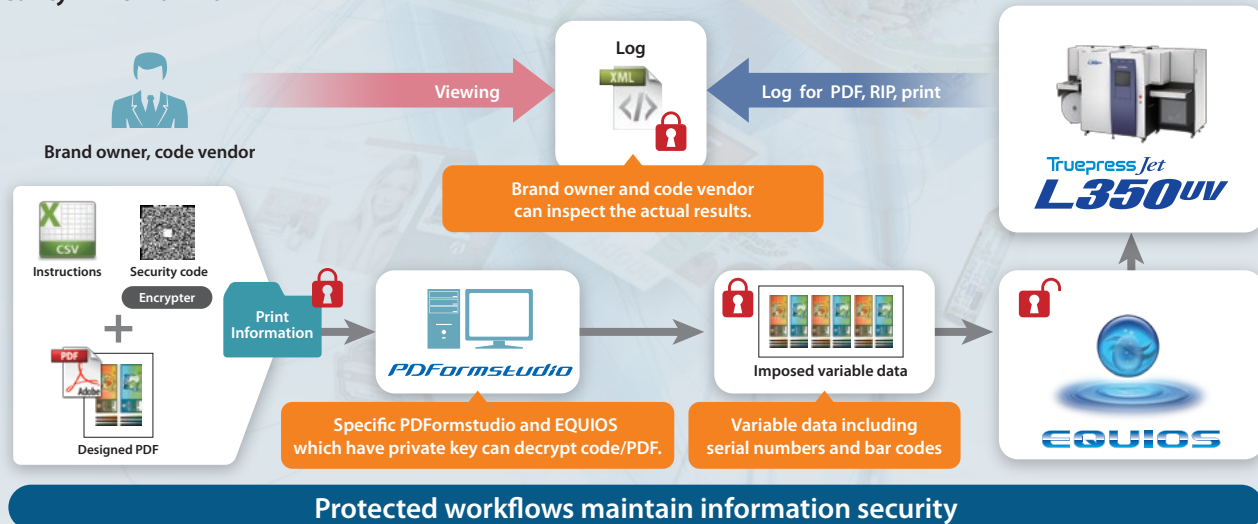 Log
XML
Viewing
Log for PDF, RIP, print
Brand owner, code vendor
Brand owner and code vendor
can inspect the actual results.
Truepress Jet
L350UV
CSV
Instructions
Security code
Encrypter
Print
Information
PDF
Adobe
Designed PDF
PDFormstudio
Specific PDFormstudio and EQUIOS
which have private key can decrypt code/PDF.
Imposed variable data
Variable data including
serial numbers and bar codes
EQUIOS
Protected workflows maintain information security